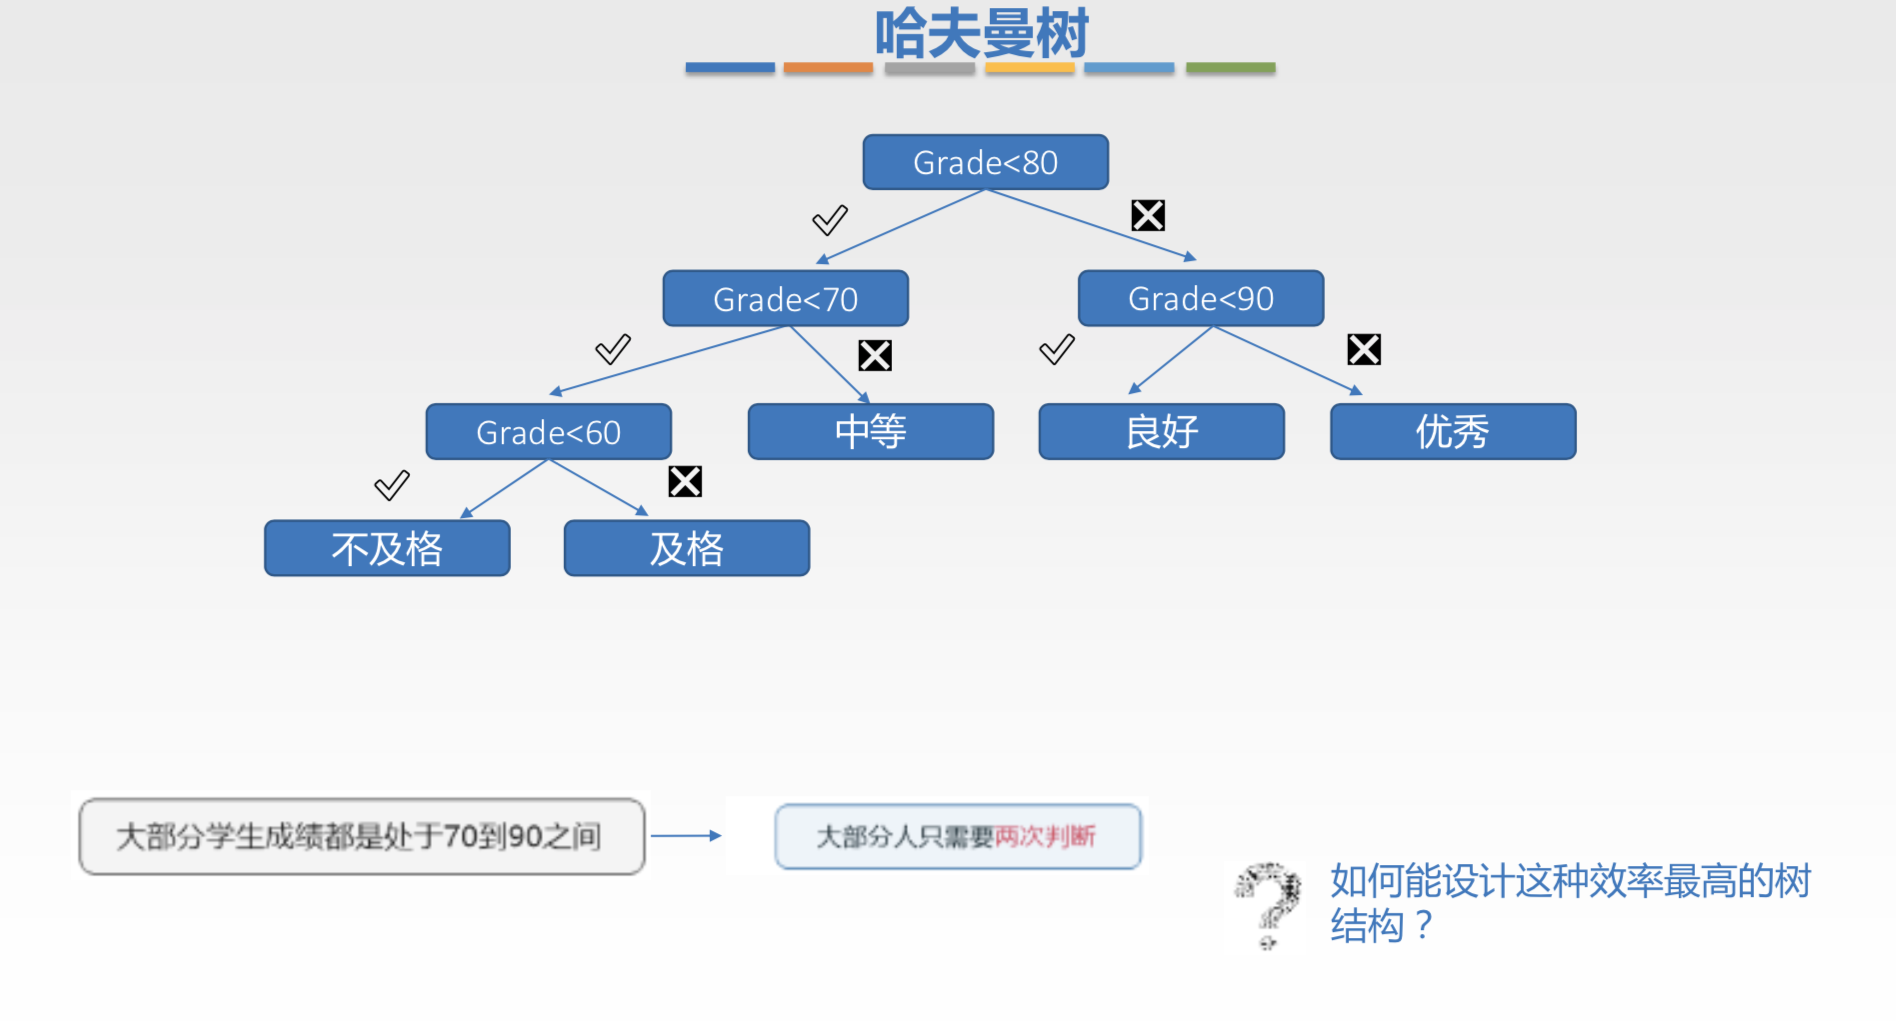 哈夫曼树
Grade<80
Grade<70
Grade<90
Grade<60
中等
良好
优秀
不及格
及格
大部分学生成绩都是处于70到90之间
大部分人只需要两次判断
如何能设计这种效率最高的树
结构？